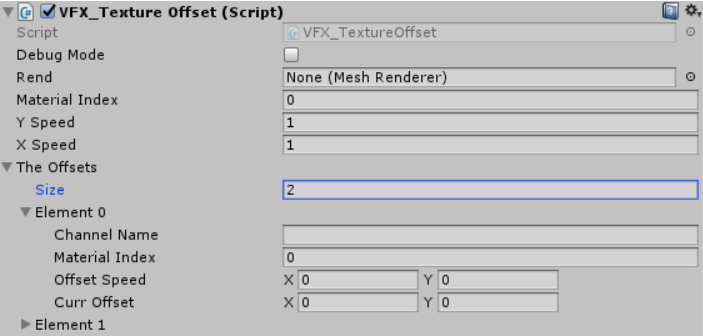 VFX_Texture Offset (Script)
Script VFX_TextureOffset
Debug Mode
Rend None (Mesh Renderer)
Material Index 0
Y Speed 1
X Speed 1
The Offsets
Size 2
Element 0
Channel Name
Material Index 0
Offset Speed X 0 Y 0
Curr Offset X 0 Y 0
Element 1